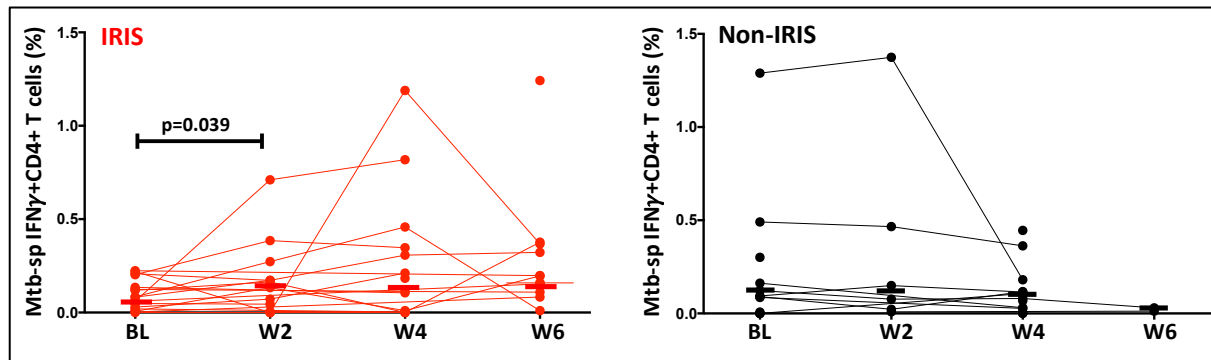 IRIS
Mtb-sp IFNγ+CD4+ T cells (%)
1.5
1.0
0.5
0.0
p=0.039
BL W2 W4 W6
Non-IRIS
Mtb-sp IFNγ+CD4+ T cells (%)
1.5
1.0
0.5
0.0
BL W2 W4 W6